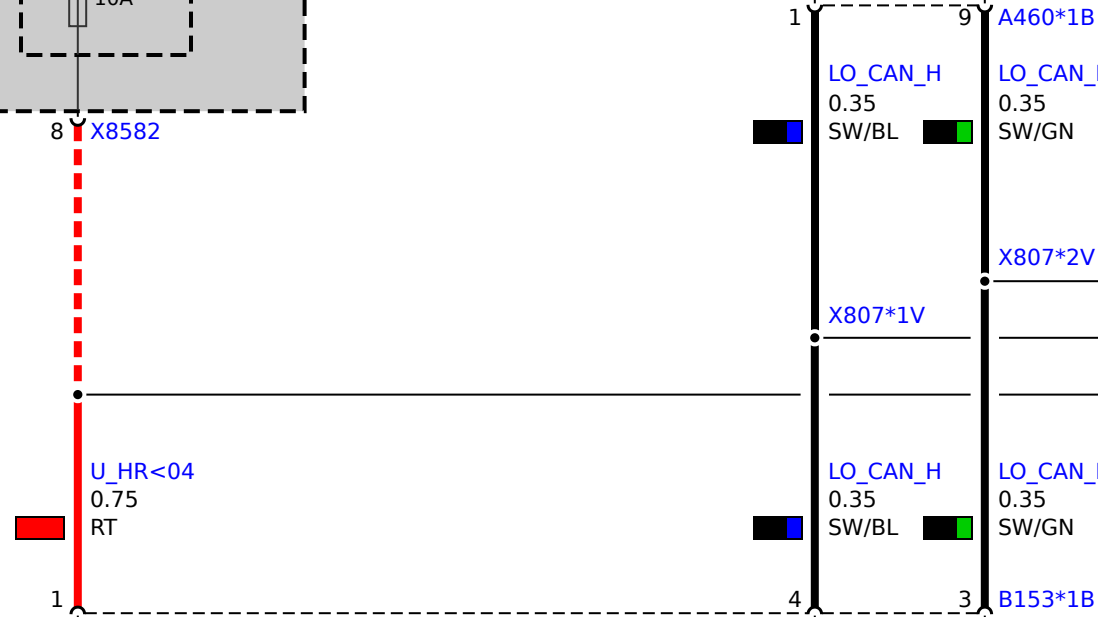 10A
1
9 A460*1B
LO_CAN_H
LO_CAN_
0.35
0.35
SW/BL
SW/GN
8 X8582
X807*2V
X807*1V
U_HR<04
0.75
RT
LO_CAN_H
LO_CAN_
0.35
0.35
SW/BL
SW/GN
1
4
3 B153*1B